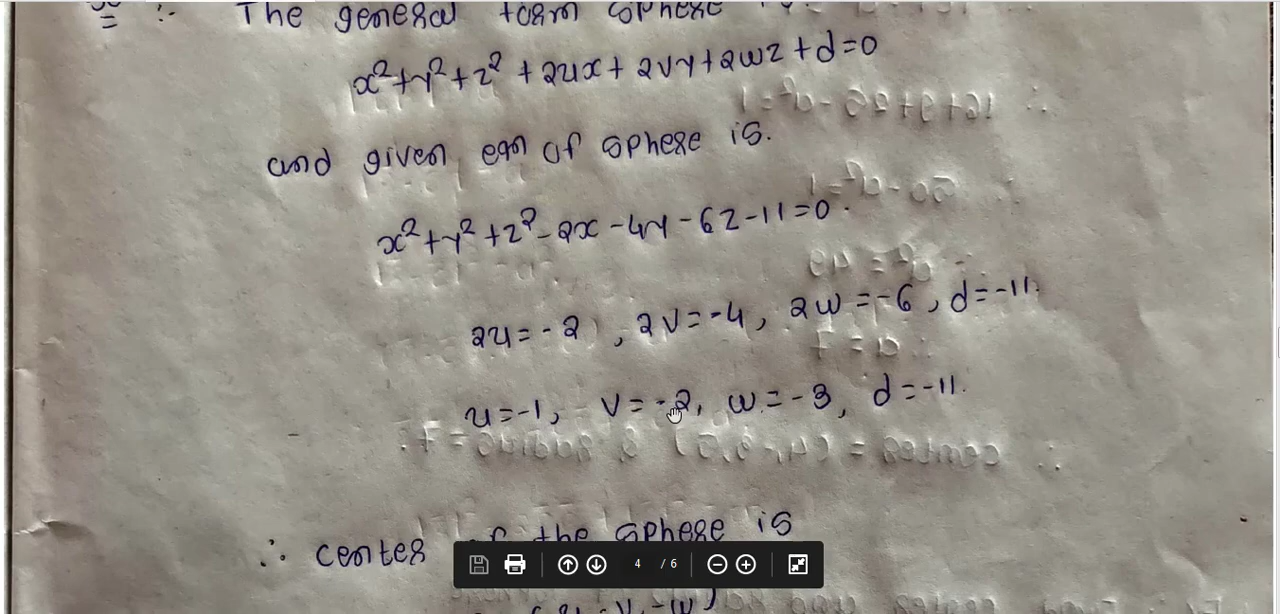 The general form sphere
x²+y²+z²+2ux+2vy+2wz+d=0
and given eqn of sphere is.
x²+y²+z²-2x-4y-6z-11=0.
2u=-2, 2v=-4, 2w=-6, d=-11.
u=-1, v=-2, w=-3, d=-11.
∴ center of the sphere is
4 / 6